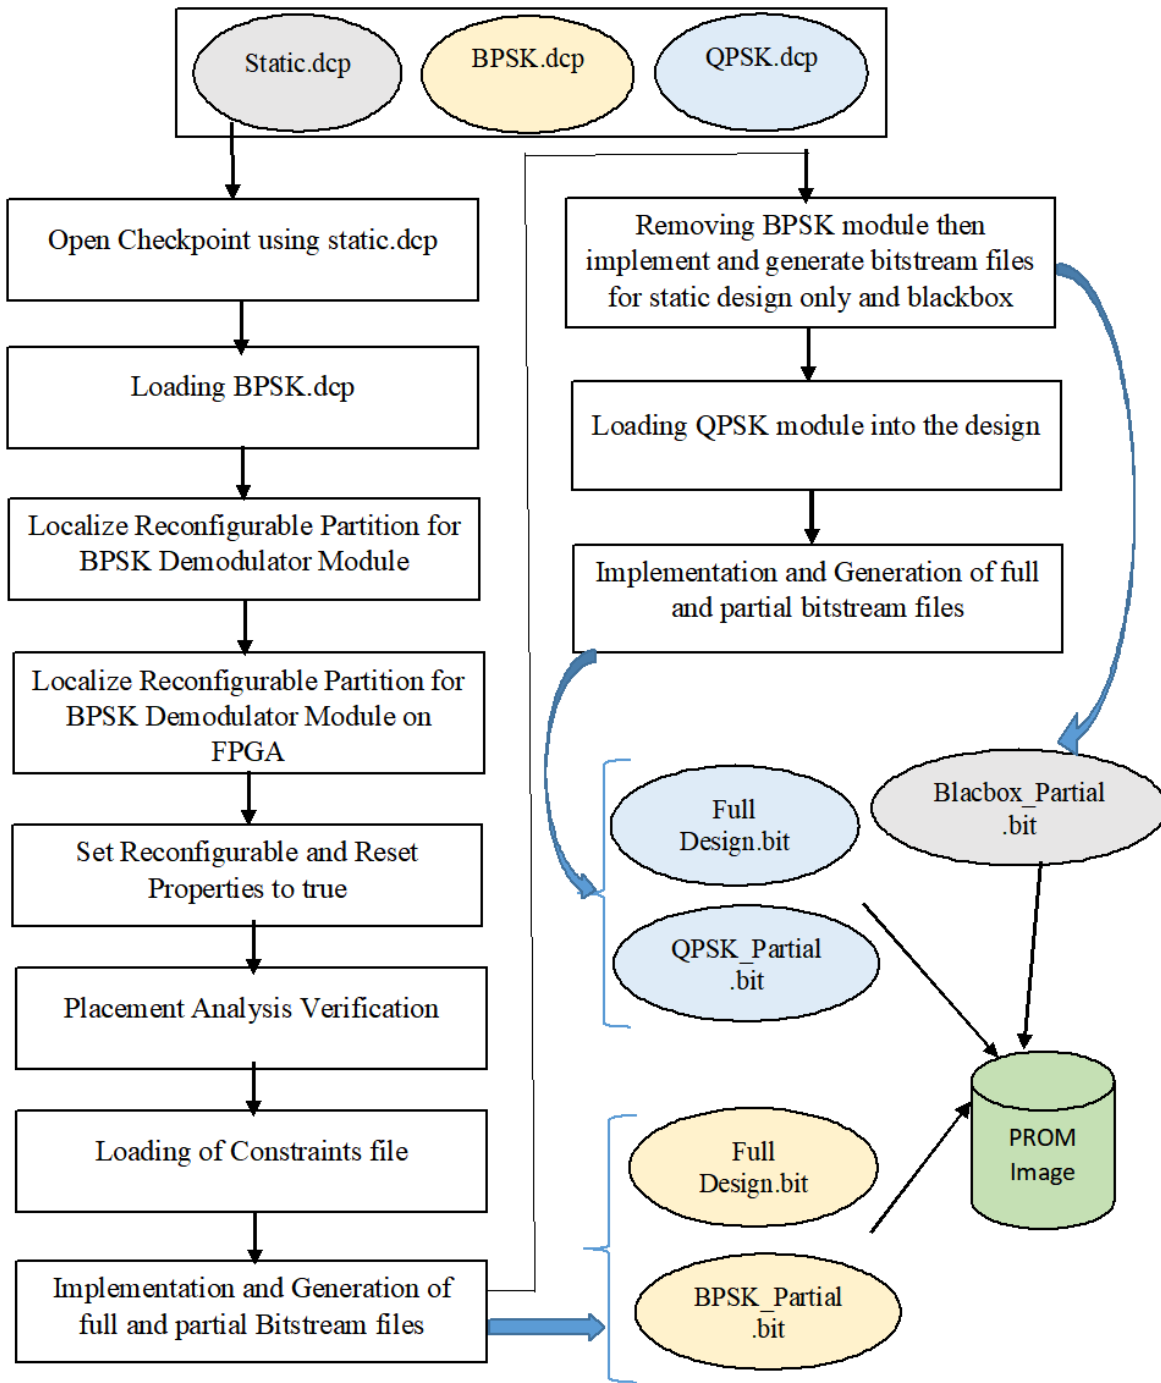 Static.dcp
BPSK.dcp
QPSK.dcp
Open Checkpoint using static.dcp
Loading BPSK.dcp
Localize Reconfigurable Partition for
BPSK Demodulator Module
Localize Reconfigurable Partition for
BPSK Demodulator Module on
FPGA
Set Reconfigurable and Reset
Properties to true
Placement Analysis Verification
Loading of Constraints file
Implementation and Generation of
full and partial Bitstream files
Removing BPSK module then
implement and generate bitstream files
for static design only and blackbox
Loading QPSK module into the design
Implementation and Generation of full
and partial bitstream files
Full
Design.bit
QPSK_Partial
.bit
Blacbox_Partial
.bit
Full
Design.bit
BPSK_Partial
.bit
PROM
Image